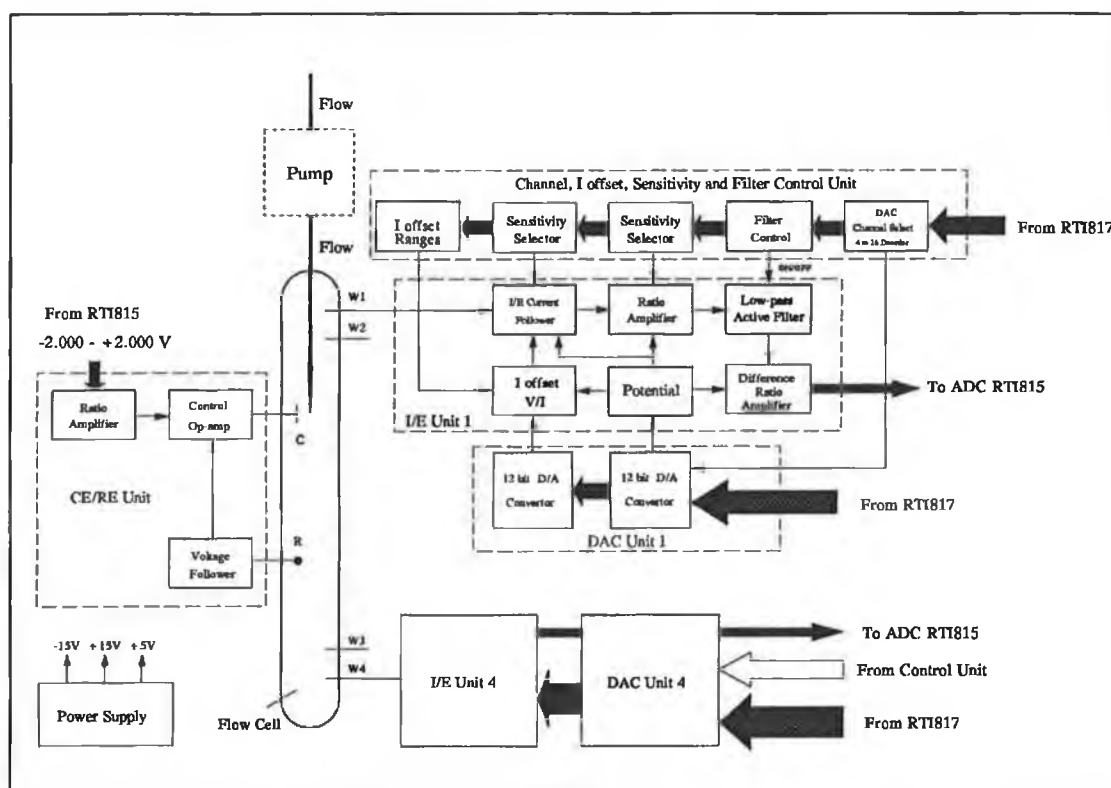 Flow
Pump
Flow
Channel, I offset, Sensitivity and Filter Control Unit
I offset
Ranges
Sensitivity
Selector
Sensitivity
Selector
Filter
Control
DAC
Channel Select
4 to 16 Decoder
From RTI817
W1
W2
I/E Current
Follower
Ratio
Amplifier
Low-pass
Active Filter
I offset
V/I
Potential
Difference
Ratio
Amplifier
To ADC RTI815
I/E Unit 1
From RTI815
-2.000 - +2.000 V
Ratio
Amplifier
Control
Op-amp
C
CE/RE Unit
Voltage
Follower
R
12 bit D/A
Convertor
12 bit D/A
Convertor
From RTI817
DAC Unit 1
W3
W4
I/E Unit 4
DAC Unit 4
To ADC RTI815
From Control Unit
From RTI817
-15V +15V +5V
Power Supply
Flow Cell